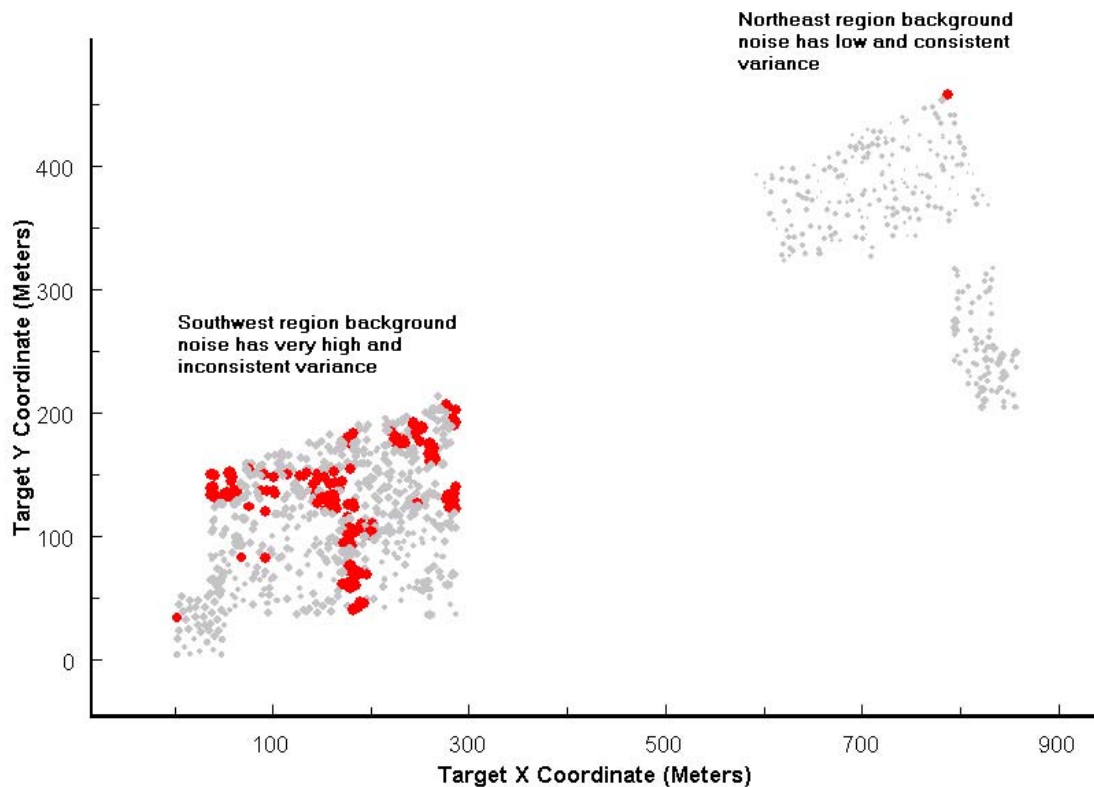 Northeast region background
noise has low and consistent
variance
400
300
Southwest region background
noise has very high and
inconsistent variance
200
100
0
Target Y Coordinate (Meters)
100 300 500 700 900
Target X Coordinate (Meters)